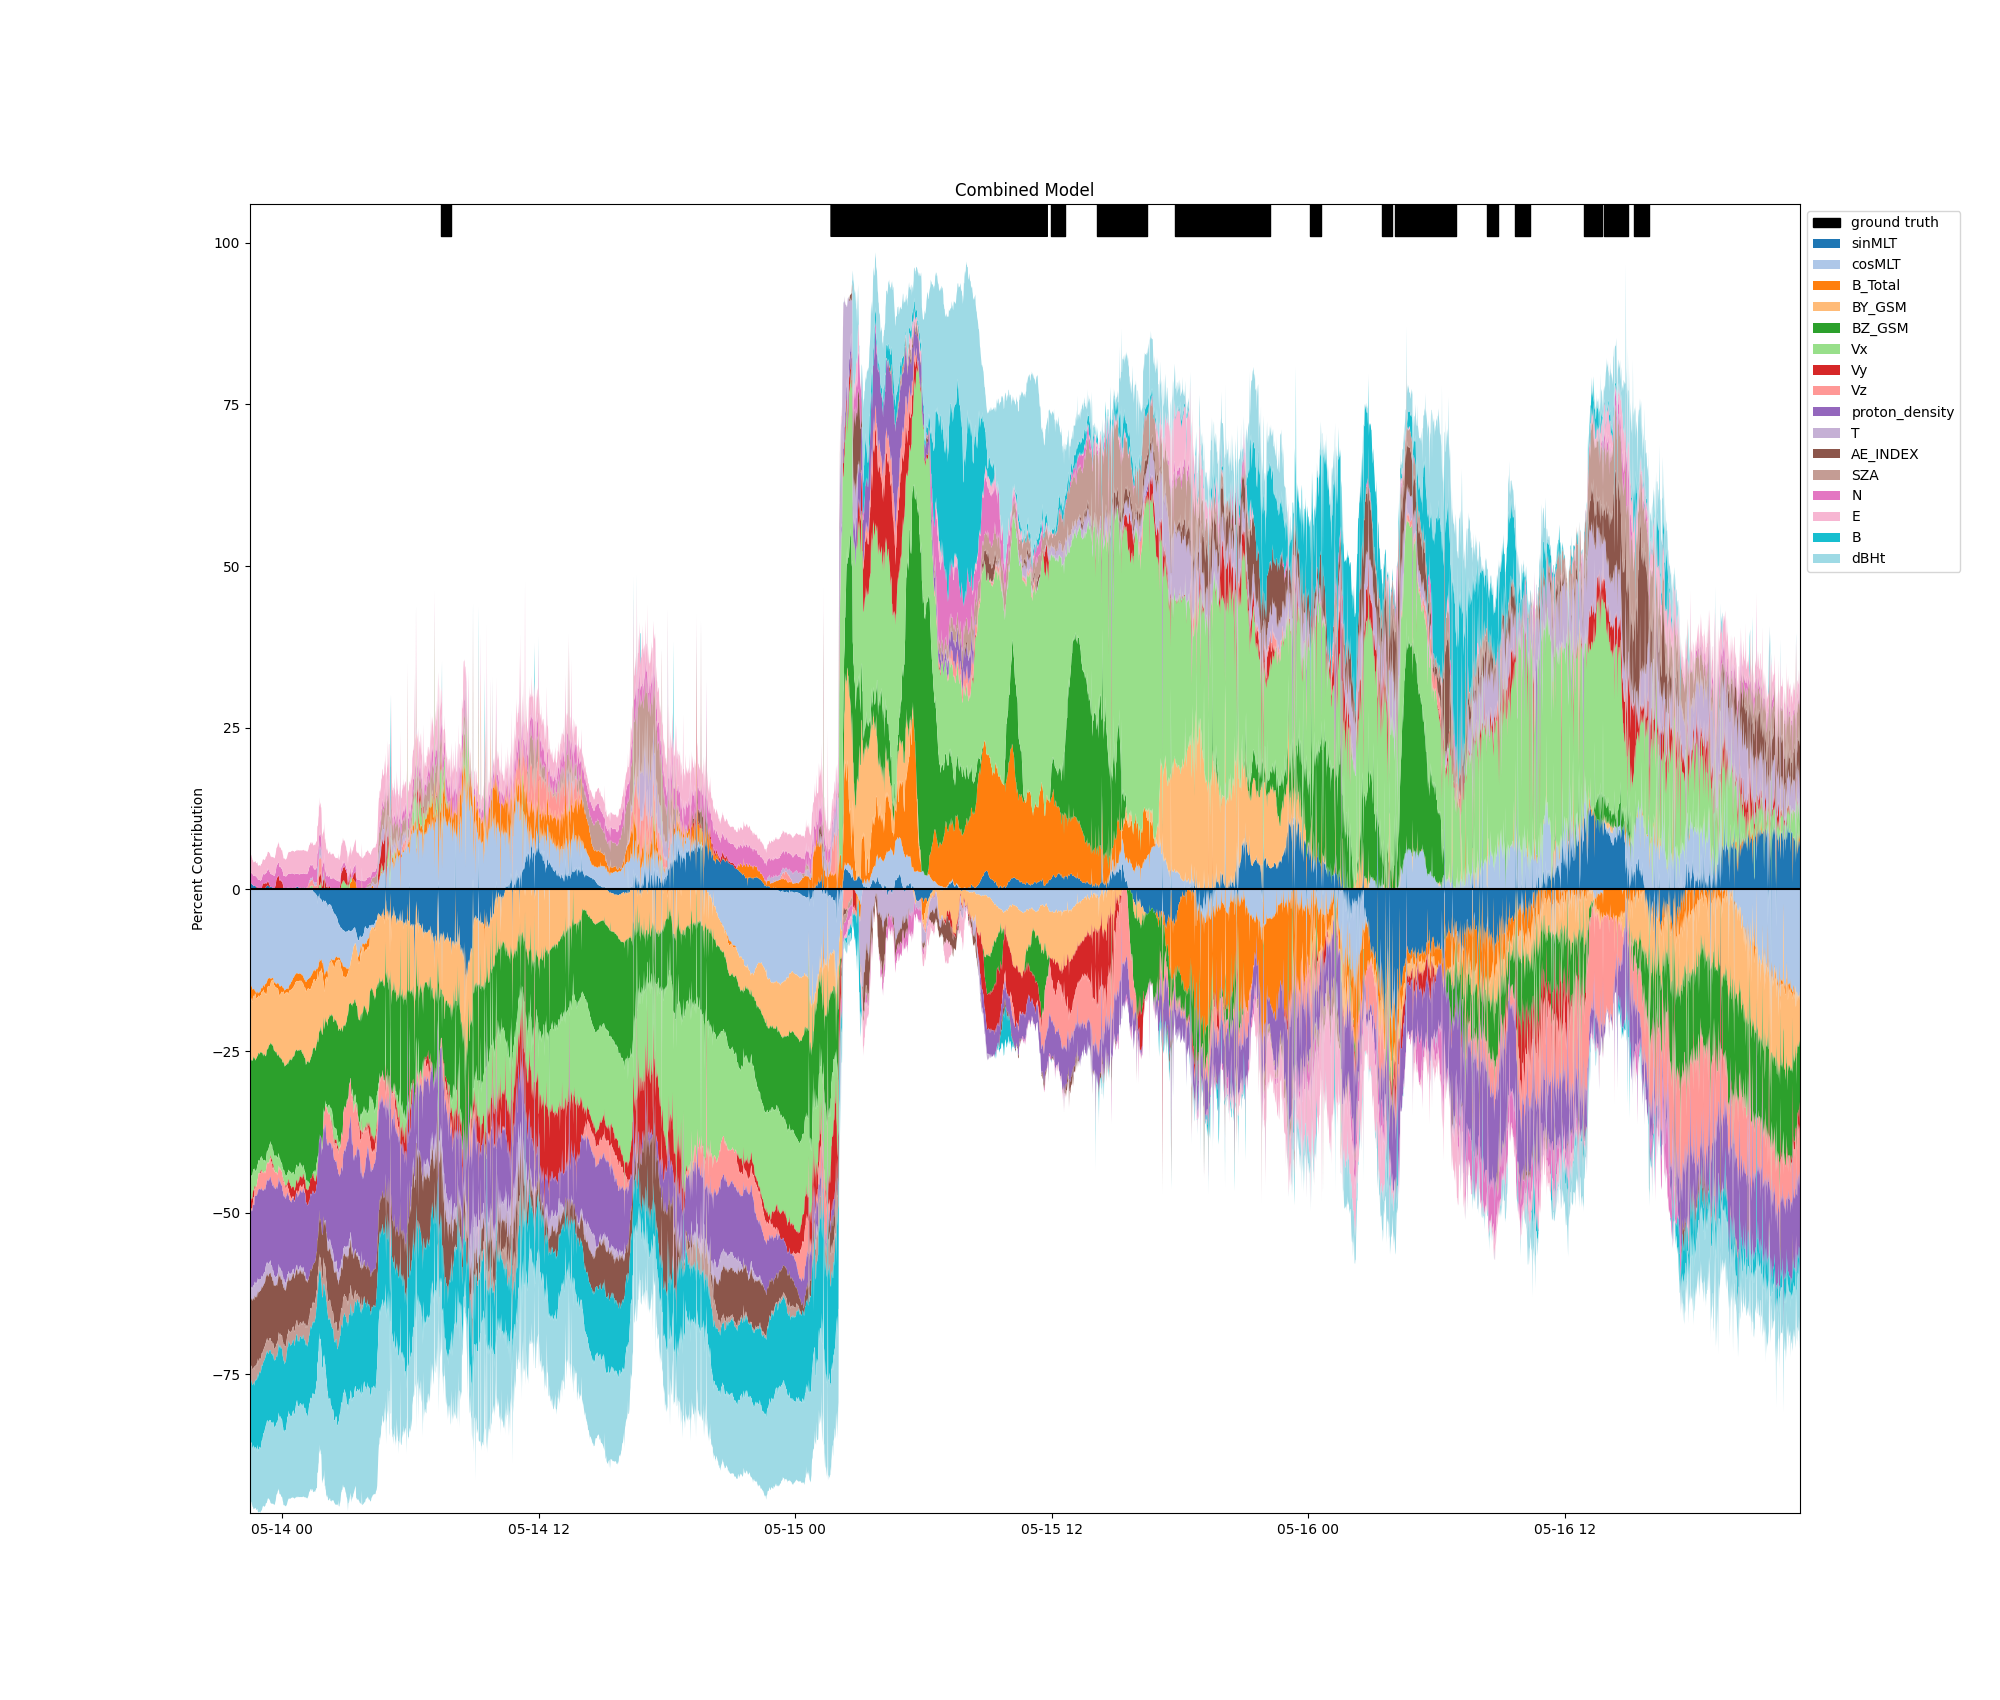 Combined Model
100
75
50
25
0
−25
−50
−75
Percent Contribution
05-14 00
05-14 12
05-15 00
05-15 12
05-16 00
05-16 12
ground truth
sinMLT
cosMLT
B_Total
BY_GSM
BZ_GSM
Vx
Vy
Vz
proton_density
T
AE_INDEX
SZA
N
E
B
dBHt